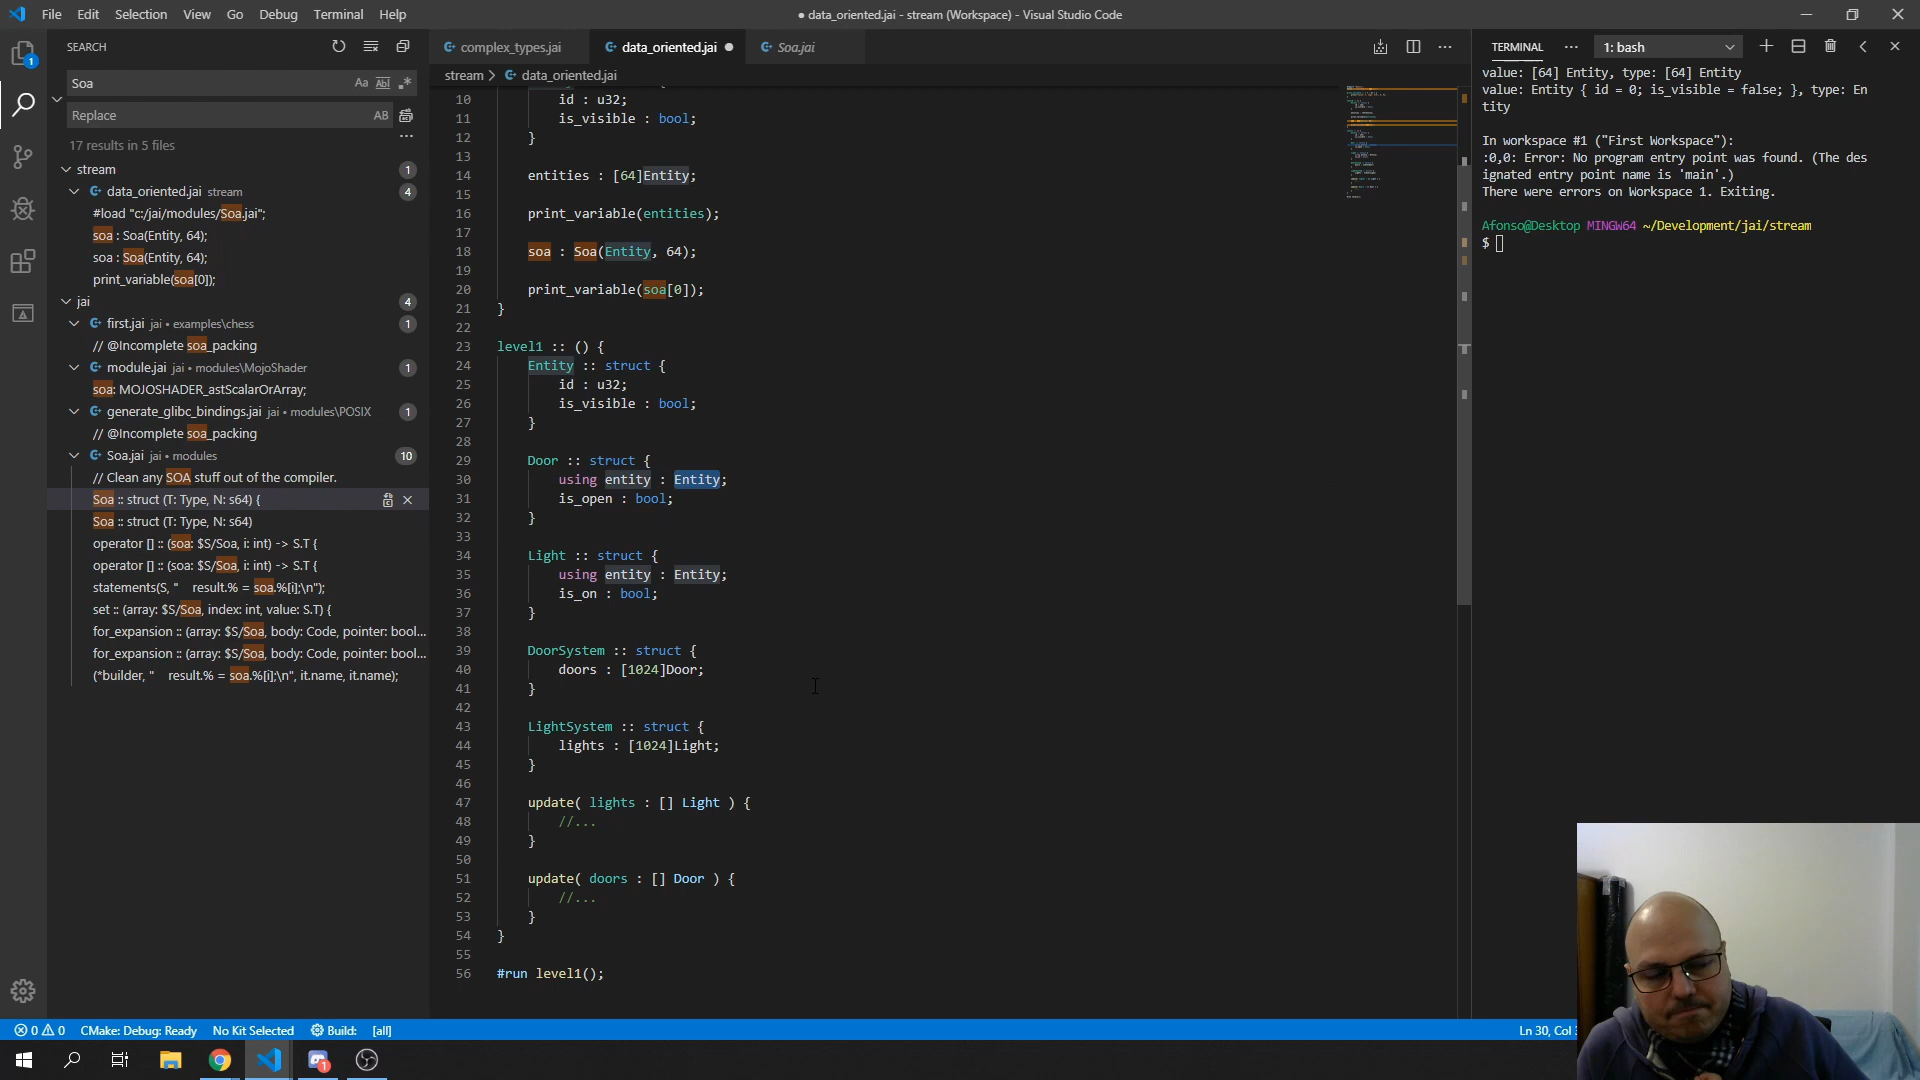 File Edit Selection View Go Debug Terminal Help
● data_oriented.jai - stream (Workspace) - Visual Studio Code
SEARCH
Soa
Aa Abl .*
Replace
AB
17 results in 5 files
stream 1
data_oriented.jai stream 4
#load "c:/jai/modules/Soa.jai";
soa : Soa(Entity, 64);
soa : Soa(Entity, 64);
print_variable(soa[0]);
jai 4
first.jai jai • examples\chess 1
// @Incomplete soa_packing
module.jai jai • modules\MojoShader 1
soa: MOJOSHADER_astScalarOrArray;
generate_glibc_bindings.jai jai • modules\POSIX 1
// @Incomplete soa_packing
Soa.jai jai • modules 10
// Clean any SOA stuff out of the compiler.
Soa :: struct (T: Type, N: s64) {
Soa :: struct (T: Type, N: s64)
operator [] :: (soa: $S/Soa, i: int) -> S.T {
operator [] :: (soa: $S/Soa, i: int) -> S.T {
statements(S, "    result.% = soa.%[i];\n");
set :: (array: $S/Soa, index: int, value: S.T) {
for_expansion :: (array: $S/Soa, body: Code, pointer: bool...
for_expansion :: (array: $S/Soa, body: Code, pointer: bool...
(*builder, "    result.% = soa.%[i];\n", it.name, it.name);
complex_types.jai data_oriented.jai ● Soa.jai
stream > data_oriented.jai
10 id : u32;
11 is_visible : bool;
12 }
13
14 entities : [64]Entity;
15
16 print_variable(entities);
17
18 soa : Soa(Entity, 64);
19
20 print_variable(soa[0]);
21 }
22
23 level1 :: () {
24 Entity :: struct {
25 id : u32;
26 is_visible : bool;
27 }
28
29 Door :: struct {
30 using entity : Entity;
31 is_open : bool;
32 }
33
34 Light :: struct {
35 using entity : Entity;
36 is_on : bool;
37 }
38
39 DoorSystem :: struct {
40 doors : [1024]Door;
41 }
42
43 LightSystem :: struct {
44 lights : [1024]Light;
45 }
46
47 update( lights : [] Light ) {
48 //...
49 }
50
51 update( doors : [] Door ) {
52 //...
53 }
54 }
55
56 #run level1();
TERMINAL ··· 1: bash
value: [64] Entity, type: [64] Entity
value: Entity { id = 0; is_visible = false; }, type: En
tity
In workspace #1 ("First Workspace"):
:0,0: Error: No program entry point was found. (The des
ignated entry point name is 'main'.)
There were errors on Workspace 1. Exiting.
Afonso@Desktop MINGW64 ~/Development/jai/stream
$
0 0 CMake: Debug: Ready No Kit Selected Build: [all]
Ln 30, Col